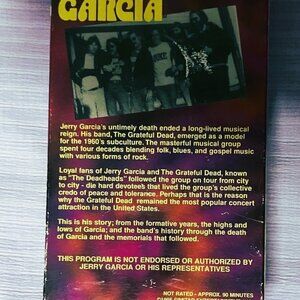 GARCIA
Jerry Garcia's untimely death ended a long-lived musical
reign. His band, The Grateful Dead, emerged as a model
for the 1960's subculture. The masterful musical group
spent four decades blending folk, blues, and gospel music
with various forms of rock.
Loyal fans of Jerry Garcia and The Grateful Dead, known
as "The Deadheads" followed the group on tour from city
to city - die hard devotees that lived the group's collective
credo of peace and tolerance. Perhaps that is the reason
why the Grateful Dead remained the most popular concert
attraction in the United States.
This is his story; from the formative years, the highs and
lows of Garcia; and the band's history through the death
of Garcia and the memorials that followed.
THIS PROGRAM IS NOT ENDORSED OR AUTHORIZED BY
JERRY GARCIA OR HIS REPRESENTATIVES
NOT RATED - APPROX. 90 MINUTES